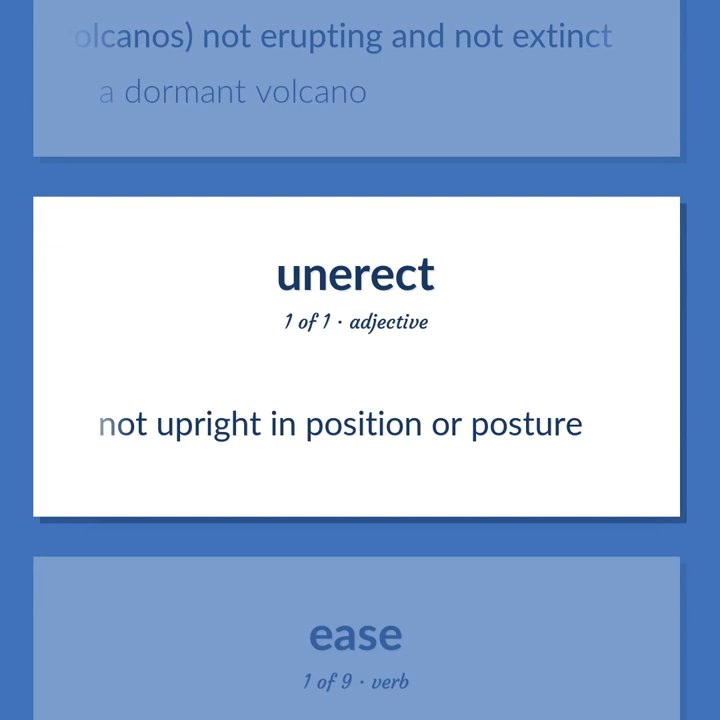 olcanos) not erupting and not extinct
a dormant volcano
unerect
1 of 1 · adjective
not upright in position or posture
ease
1 of 9 · verb